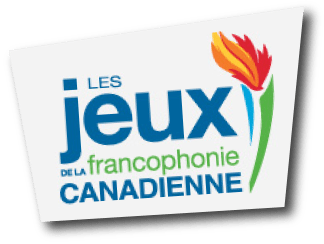 LES
jeux
DE LA francophonie
CANADIENNE